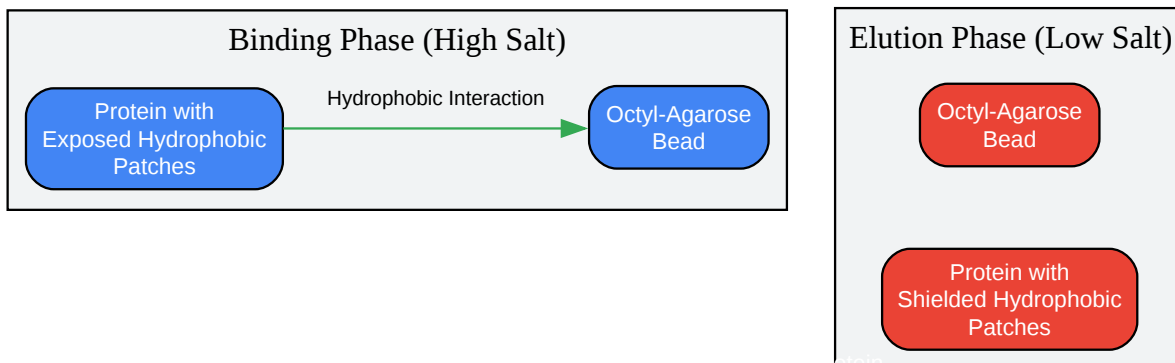 Binding Phase (High Salt)
Protein with
Exposed Hydrophobic
Patches
Hydrophobic Interaction
Octyl-Agarose
Bead
Elution Phase (Low Salt)
Octyl-Agarose
Bead
Protein with
Shielded Hydrophobic
Patches